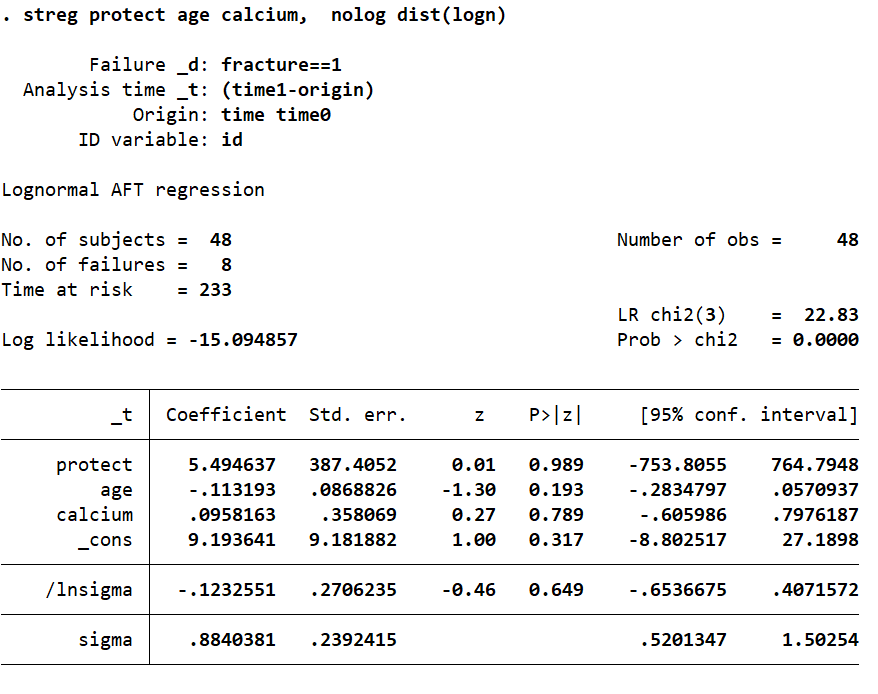 . streg protect age calcium,  nolog dist(logn)
Failure _d: fracture==1
Analysis time _t: (time1-origin)
Origin: time time0
ID variable: id
Lognormal AFT regression
No. of subjects =  48 Number of obs =     48
No. of failures =   8
Time at risk    = 233
LR chi2(3)    =  22.83
Log likelihood = -15.094857 Prob > chi2   = 0.0000
_t Coefficient  Std. err.      z    P>|z|     [95% conf. interval]
protect 5.494637   387.4052     0.01   0.989    -753.8055    764.7948
age -.113193   .0868826    -1.30   0.193    -.2834797    .0570937
calcium .0958163    .358069     0.27   0.789     -.605986    .7976187
_cons 9.193641   9.181882     1.00   0.317    -8.802517     27.1898
/lnsigma -.1232551   .2706235    -0.46   0.649    -.6536675    .4071572
sigma .8840381   .2392415                      .5201347     1.50254